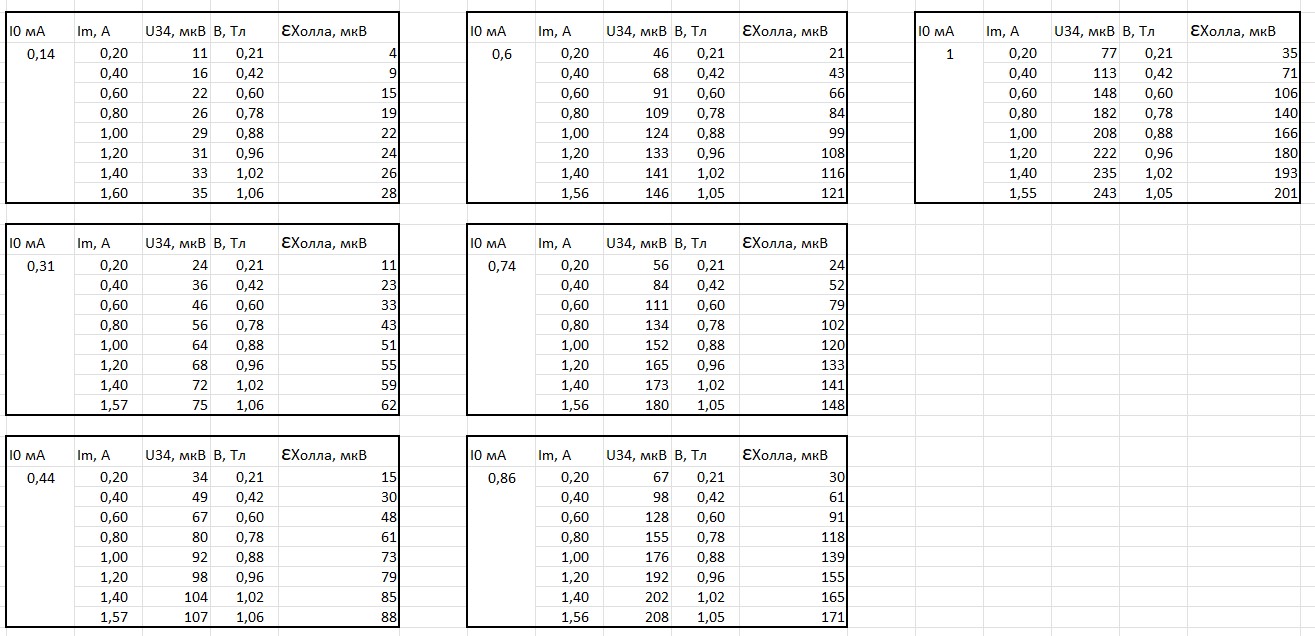 I0 мА Im, А U34, мкВ В, Тл ƐХолла, мкВ
0,14 0,20 11 0,21 4
0,40 16 0,42 9
0,60 22 0,60 15
0,80 26 0,78 19
1,00 29 0,88 22
1,20 31 0,96 24
1,40 33 1,02 26
1,60 35 1,06 28
I0 мА Im, А U34, мкВ В, Тл ƐХолла, мкВ
0,6 0,20 46 0,21 21
0,40 68 0,42 43
0,60 91 0,60 66
0,80 109 0,78 84
1,00 124 0,88 99
1,20 133 0,96 108
1,40 141 1,02 116
1,56 146 1,05 121
I0 мА Im, А U34, мкВ В, Тл ƐХолла, мкВ
1 0,20 77 0,21 35
0,40 113 0,42 71
0,60 148 0,60 106
0,80 182 0,78 140
1,00 208 0,88 166
1,20 222 0,96 180
1,40 235 1,02 193
1,55 243 1,05 201
I0 мА Im, А U34, мкВ В, Тл ƐХолла, мкВ
0,31 0,20 24 0,21 11
0,40 36 0,42 23
0,60 46 0,60 33
0,80 56 0,78 43
1,00 64 0,88 51
1,20 68 0,96 55
1,40 72 1,02 59
1,57 75 1,06 62
I0 мА Im, А U34, мкВ В, Тл ƐХолла, мкВ
0,74 0,20 56 0,21 24
0,40 84 0,42 52
0,60 111 0,60 79
0,80 134 0,78 102
1,00 152 0,88 120
1,20 165 0,96 133
1,40 173 1,02 141
1,56 180 1,05 148
I0 мА Im, А U34, мкВ В, Тл ƐХолла, мкВ
0,44 0,20 34 0,21 15
0,40 49 0,42 30
0,60 67 0,60 48
0,80 80 0,78 61
1,00 92 0,88 73
1,20 98 0,96 79
1,40 104 1,02 85
1,57 107 1,06 88
I0 мА Im, А U34, мкВ В, Тл ƐХолла, мкВ
0,86 0,20 67 0,21 30
0,40 98 0,42 61
0,60 128 0,60 91
0,80 155 0,78 118
1,00 176 0,88 139
1,20 192 0,96 155
1,40 202 1,02 165
1,56 208 1,05 171